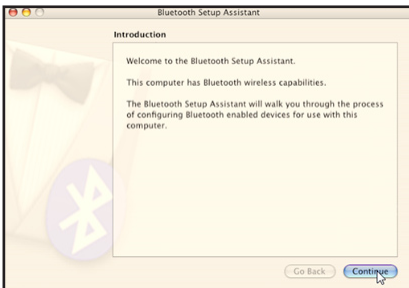 Bluetooth Setup Assistant
Introduction
Welcome to the Bluetooth Setup Assistant.
This computer has Bluetooth wireless capabilities.
The Bluetooth Setup Assistant will walk you through the process
of configuring Bluetooth enabled devices for use with this
computer.
Go Back Continue